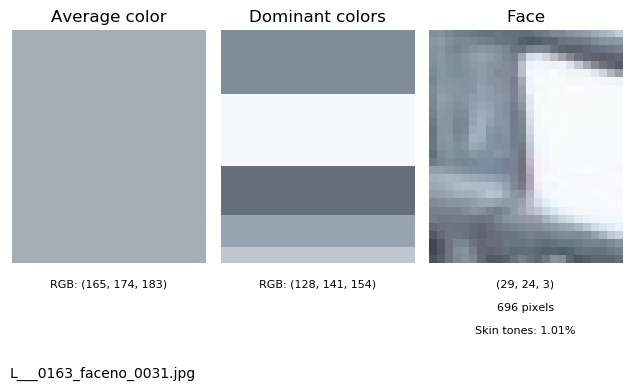 Average color
Dominant colors
Face
RGB: (165, 174, 183)
RGB: (128, 141, 154)
(29, 24, 3)
696 pixels
Skin tones: 1.01%
L___0163_faceno_0031.jpg